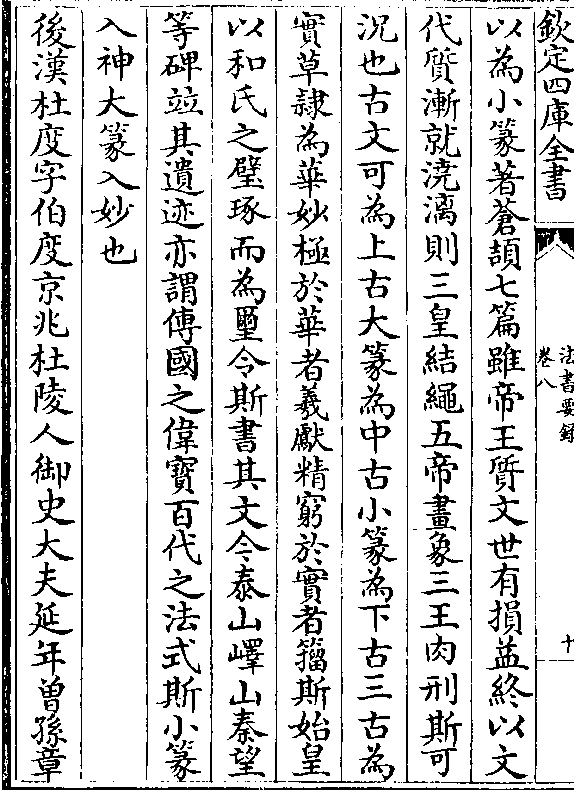 欽定四庫全書
法書要錄
卷八
十
以為小篆著蒼頡七篇雖帝王質文世有損益終以文
代質漸就澆漓則三皇結繩五帝畫象三王肉刑斯可
況也古文可為上古大篆為中古小篆為下古三古為
實草隸為華妙極於華者羲獻精窮於實者籀斯始皇
以和氏之璧琢而為璽令斯書其文今泰山嶧山秦望
等碑竝其遺迹亦謂傳國之偉寳百代之法式斯小篆
入神大篆入妙也
後漢杜度字伯度京兆杜陵人御史大夫延年曾孫章